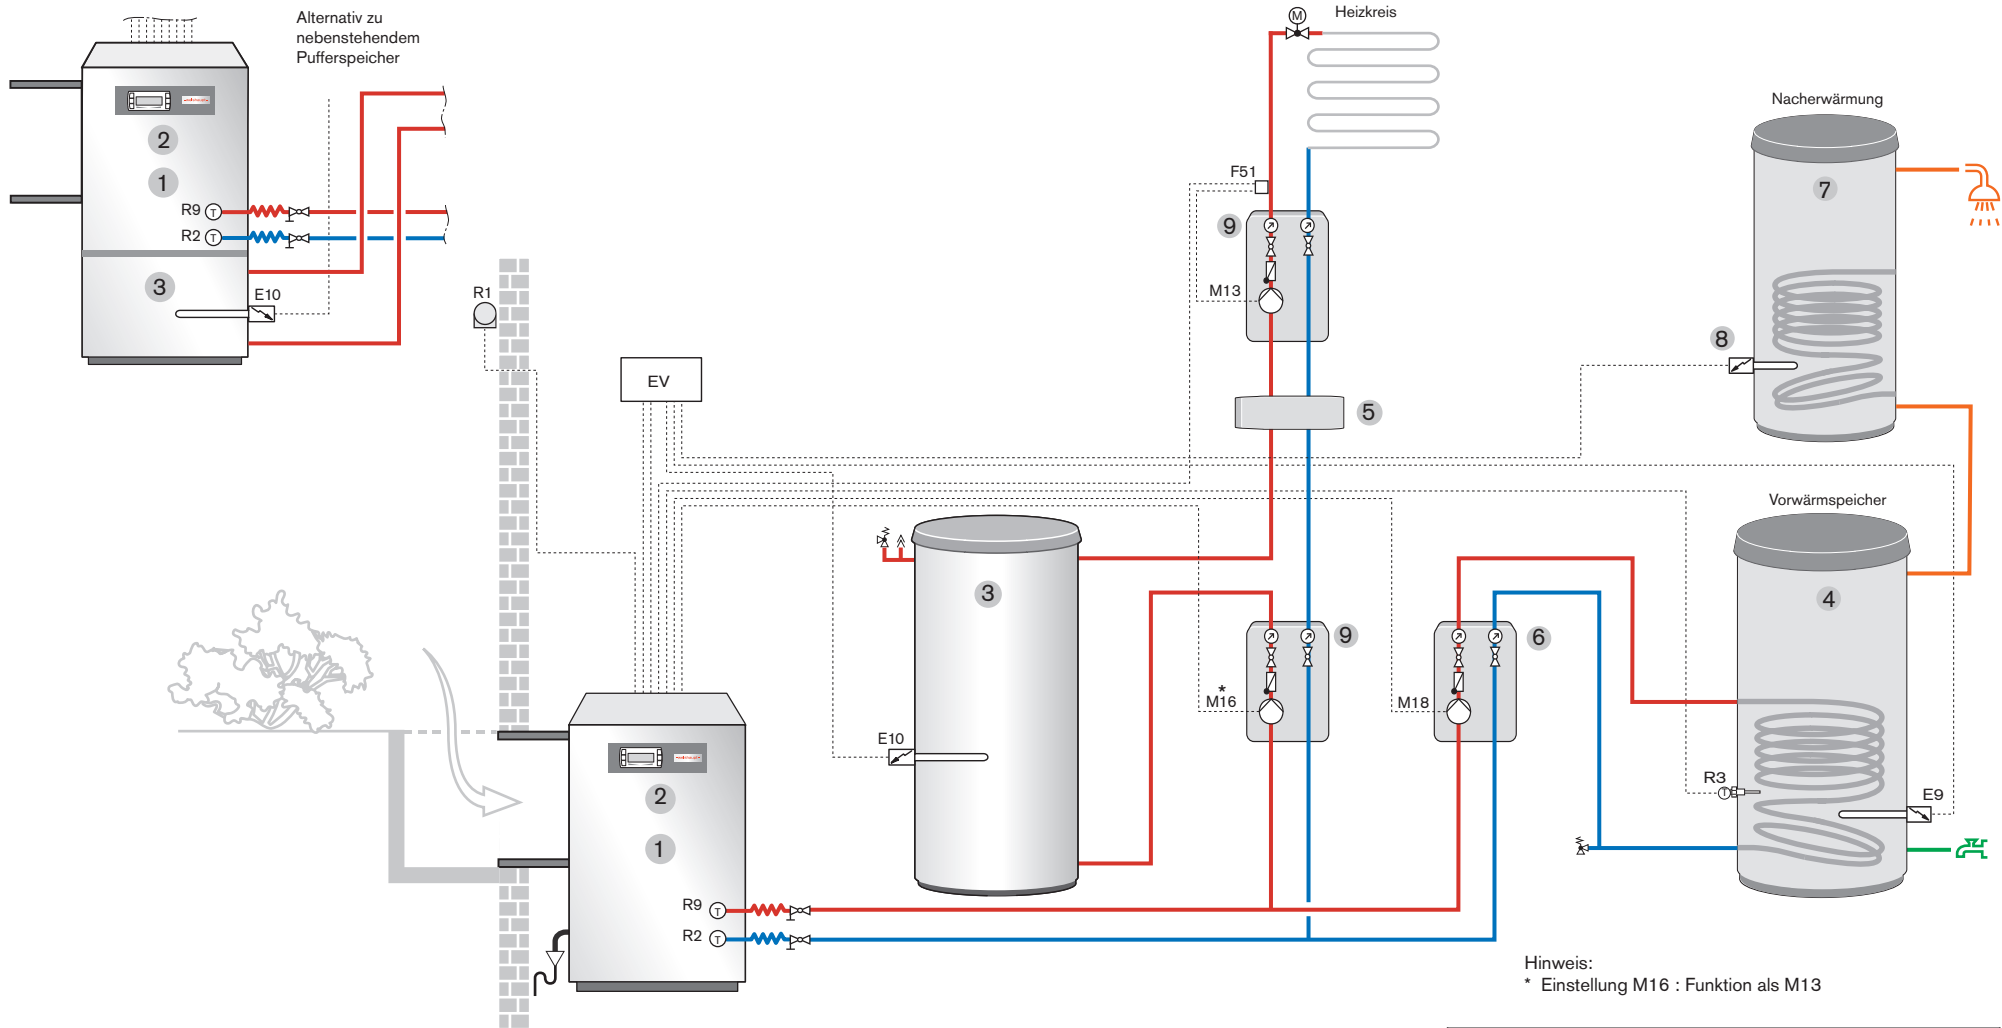 Alternativ zu
nebenstehendem
Pufferspeicher
2
1
R9 T
R2 T
3
E10
R1
EV
M
Heizkreis
F51
9
M13
5
Nacherwärmung
7
8
Vorwärmspeicher
4
3
E10
9
*
M16
6
M18
R3
T
E9
2
1
R9 T
R2 T
Hinweis:
* Einstellung M16 : Funktion als M13